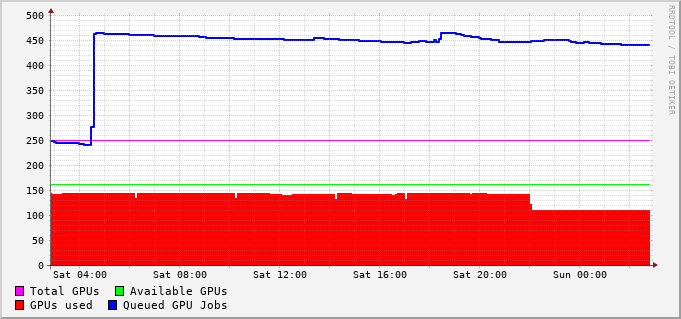 500
450
400
350
300
250
200
150
100
50
0
Sat 04:00 Sat 08:00 Sat 12:00 Sat 16:00 Sat 20:00 Sun 00:00
Total GPUs Available GPUs
GPUs used Queued GPU Jobs
RRDTOOL / TOBI OETIKER